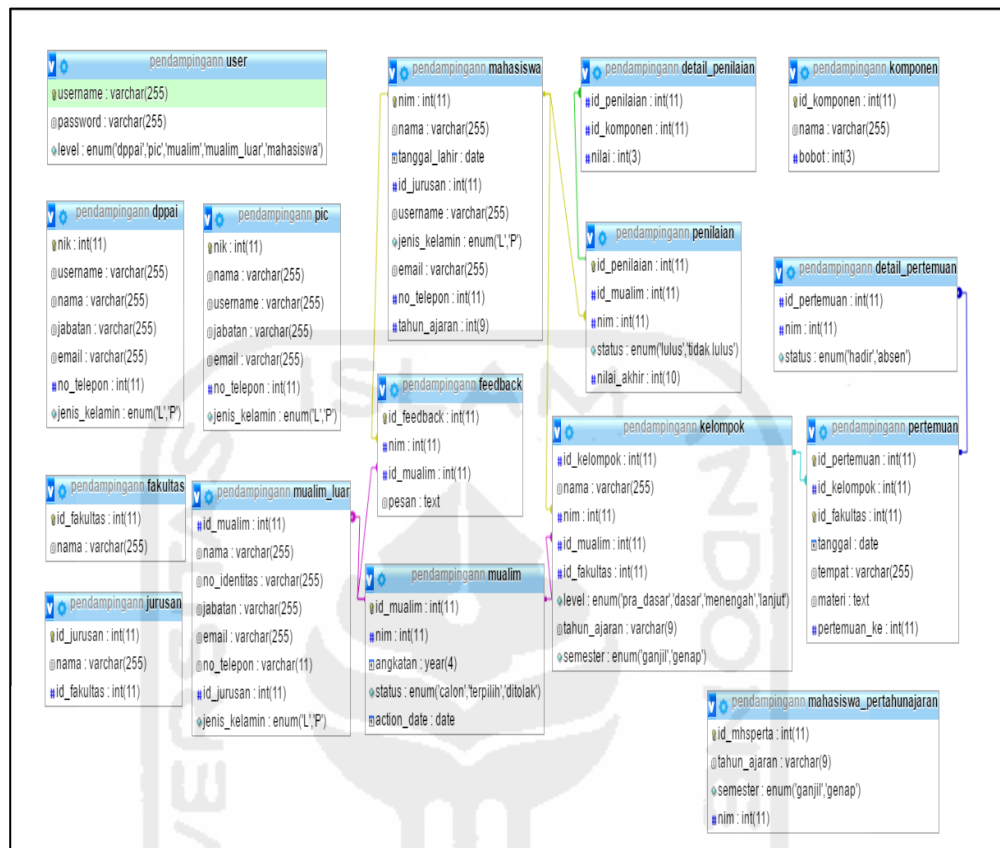 pendampingann user
username : varchar(255)
password : varchar(255)
level : enum('dppai','pic','mualim','mualim_luar','mahasiswa')
pendampingann mahasiswa
nim : int(11)
nama : varchar(255)
tanggal_lahir : date
id_jurusan : int(11)
username : varchar(255)
jenis_kelamin : enum('L','P')
email : varchar(255)
no_telepon : int(11)
tahun_ajaran : int(9)
pendampingann detail_penilaian
id_penilaian : int(11)
id_komponen : int(11)
nilai : int(3)
pendampingann komponen
id_komponen : int(11)
nama : varchar(255)
bobot : int(3)
pendampingann dppai
nik : int(11)
username : varchar(255)
nama : varchar(255)
jabatan : varchar(255)
email : varchar(255)
no_telepon : int(11)
jenis_kelamin : enum('L','P')
pendampingann pic
nik : int(11)
nama : varchar(255)
username : varchar(255)
jabatan : varchar(255)
email : varchar(255)
no_telepon : int(11)
jenis_kelamin : enum('L','P')
pendampingann penilaian
id_penilaian : int(11)
id_mualim : int(11)
nim : int(11)
status : enum('lulus','tidak lulus')
nilai_akhir : int(10)
pendampingann detail_pertemuan
id_pertemuan : int(11)
nim : int(11)
status : enum('hadir','absen')
pendampingann feedback
id_feedback : int(11)
nim : int(11)
id_mualim : int(11)
pesan : text
pendampingann kelompok
id_kelompok : int(11)
nama : varchar(255)
nim : int(11)
id_mualim : int(11)
id_fakultas : int(11)
level : enum('pra_dasar','dasar','menengah','lanjut')
tahun_ajaran : varchar(9)
semester : enum('ganjil','genap')
pendampingann pertemuan
id_pertemuan : int(11)
id_kelompok : int(11)
id_fakultas : int(11)
tanggal : date
tempat : varchar(255)
materi : text
pertemuan_ke : int(11)
pendampingann fakultas
id_fakultas : int(11)
nama : varchar(255)
pendampingann mualim_luar
id_mualim : int(11)
nama : varchar(255)
no_identitas : varchar(255)
jabatan : varchar(255)
email : varchar(255)
no_telepon : varchar(11)
id_jurusan : int(11)
jenis_kelamin : enum('L','P')
pendampingann mualim
id_mualim : int(11)
nim : int(11)
angkatan : year(4)
status : enum('calon','terpilih','ditolak')
action_date : date
pendampingann jurusan
id_jurusan : int(11)
nama : varchar(255)
id_fakultas : int(11)
pendampingann mahasiswa_pertahunajaran
id_mhsperta : int(11)
tahun_ajaran : varchar(9)
semester : enum('ganjil','genap')
nim : int(11)
ISLAM